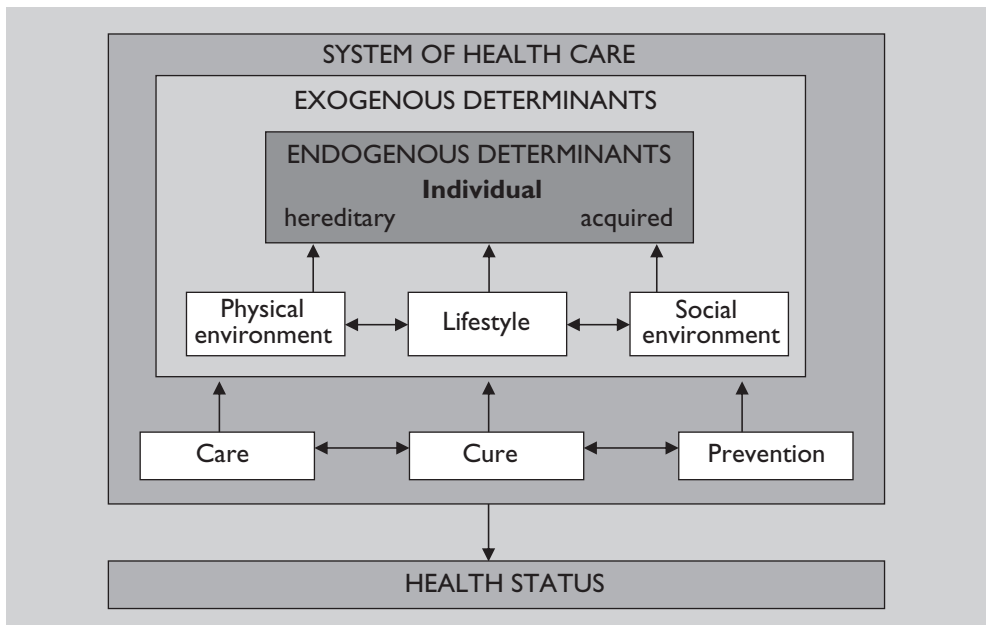 SYSTEM OF HEALTH CARE
EXOGENOUS DETERMINANTS
ENDOGENOUS DETERMINANTS
Individual
hereditary acquired
Physical environment
Lifestyle
Social environment
Care
Cure
Prevention
HEALTH STATUS